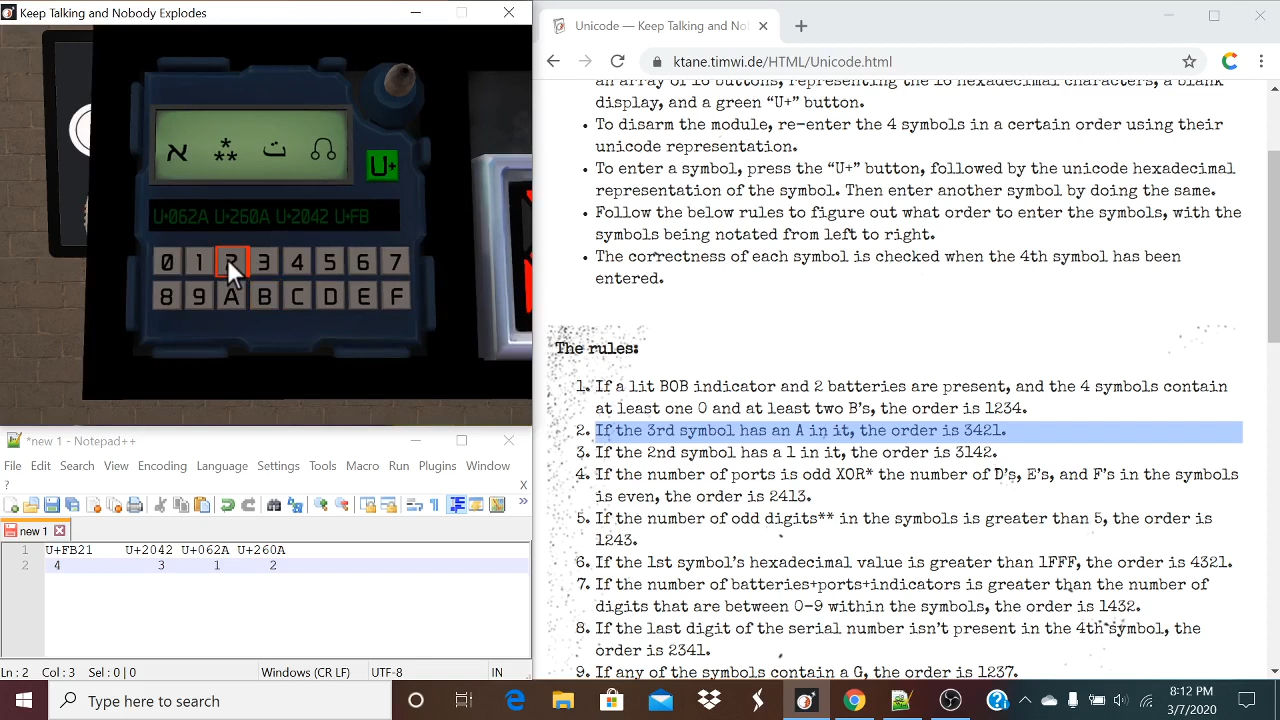 Keep Talking and Nobody Explodes
א ⁂ ت ☊
U+
U+062A U+260A U+2042 U+FB
0 1 2 3 4 5 6 7
8 9 A B C D E F
*new 1 - Notepad++
File Edit Search View Encoding Language Settings Tools Macro Run Plugins Window
? X
new 1
1 U+FB21 U+2042 U+062A U+260A
2 4 3 1 2
Ln : 2 Col : 3 Sel : 0 | 0 Windows (CR LF) UTF-8 IN
Unicode — Keep Talking and No
ktane.timwi.de/HTML/Unicode.html
an array of 16 buttons, representing the 16 hexadecimal characters, a blank
display, and a green “U+” button.
• To disarm the module, re-enter the 4 symbols in a certain order using their
unicode representation.
• To enter a symbol, press the “U+” button, followed by the unicode hexadecimal
representation of the symbol. Then enter another symbol by doing the same.
• Follow the below rules to figure out what order to enter the symbols, with the
symbols being notated from left to right.
• The correctness of each symbol is checked when the 4th symbol has been
entered.
The rules:
1. If a lit BOB indicator and 2 batteries are present, and the 4 symbols contain
at least one 0 and at least two B’s, the order is 1234.
2. If the 3rd symbol has an A in it, the order is 3421.
3. If the 2nd symbol has a 1 in it, the order is 3142.
4. If the number of ports is odd XOR* the number of D’s, E’s, and F’s in the symbols
is even, the order is 2413.
5. If the number of odd digits** in the symbols is greater than 5, the order is
1243.
6. If the 1st symbol’s hexadecimal value is greater than 1FFF, the order is 4321.
7. If the number of batteries+ports+indicators is greater than the number of
digits that are between 0-9 within the symbols, the order is 1432.
8. If the last digit of the serial number isn’t present in the 4th symbol, the
order is 2341.
9. If any of the symbols contain a G, the order is 1237.
Type here to search
8:12 PM
3/7/2020